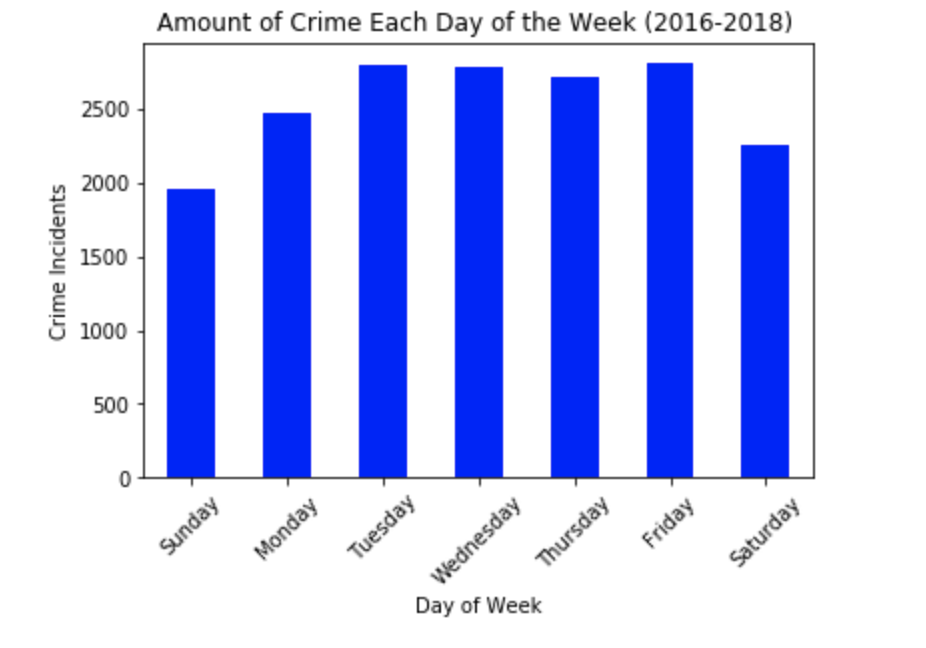 Amount of Crime Each Day of the Week (2016-2018)
Crime Incidents
2500
2000
1500
1000
500
0
Sunday
Monday
Tuesday
Wednesday
Thursday
Friday
Saturday
Day of Week